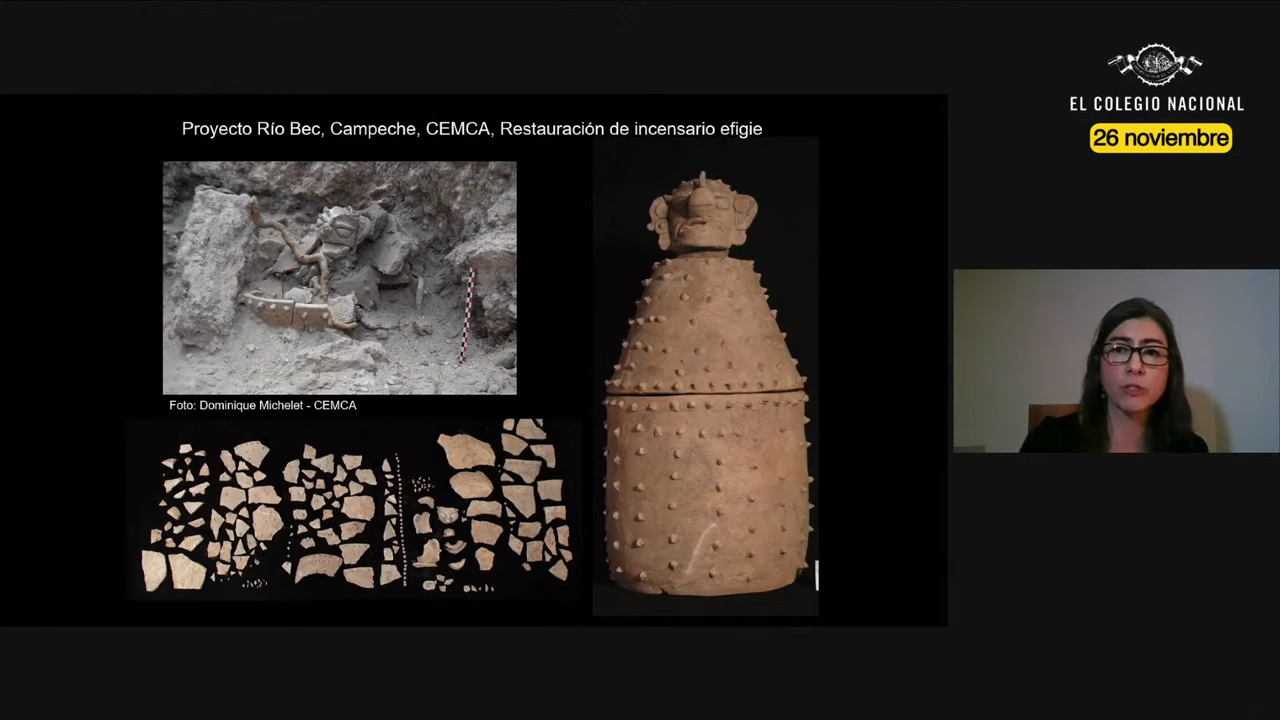 Proyecto Río Bec, Campeche, CEMCA, Restauración de incensario efigie
Foto: Dominique Michelet - CEMCA
EL COLEGIO NACIONAL
26 noviembre